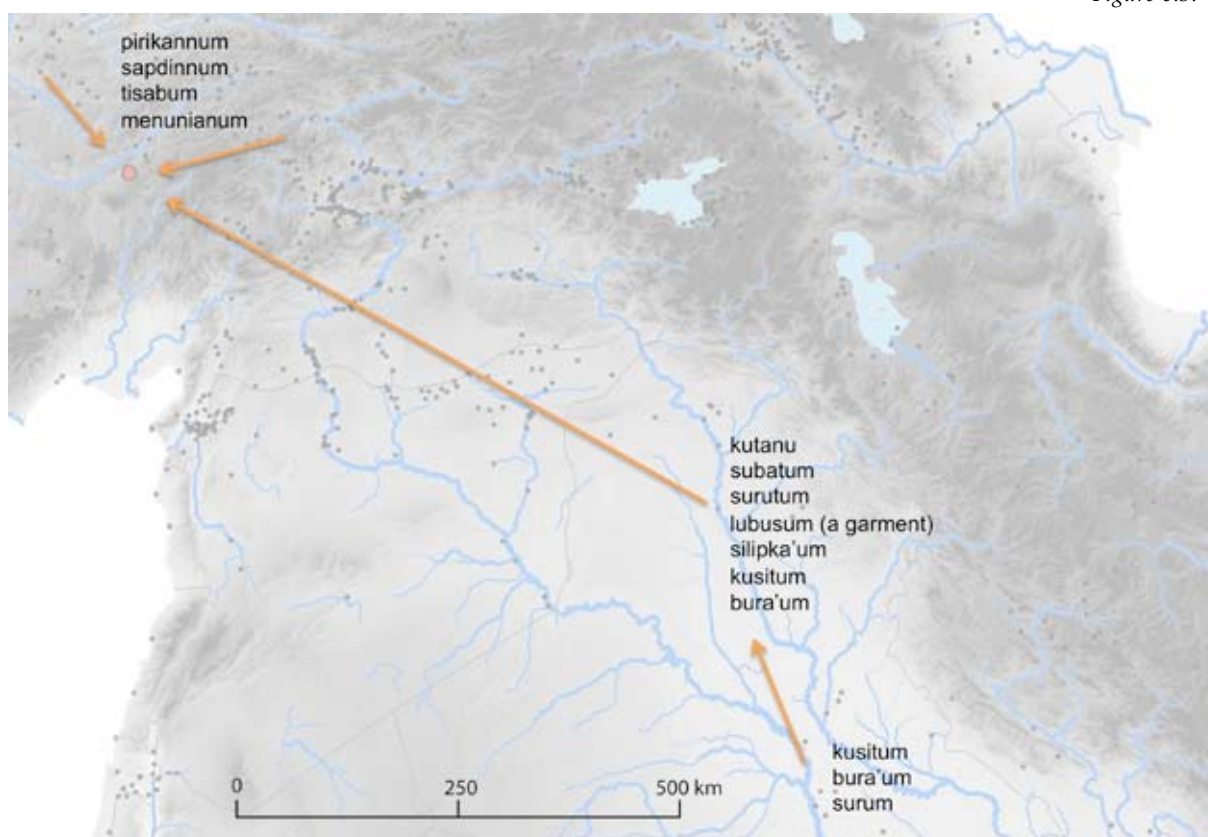 pirikannum
sapdinnum
tisabum
menunianum
kutanu
subatum
surutum
lubusum (a garment)
silipka'um
kusitum
bura'um
kusitum
bura'um
surum
0 250 500 km